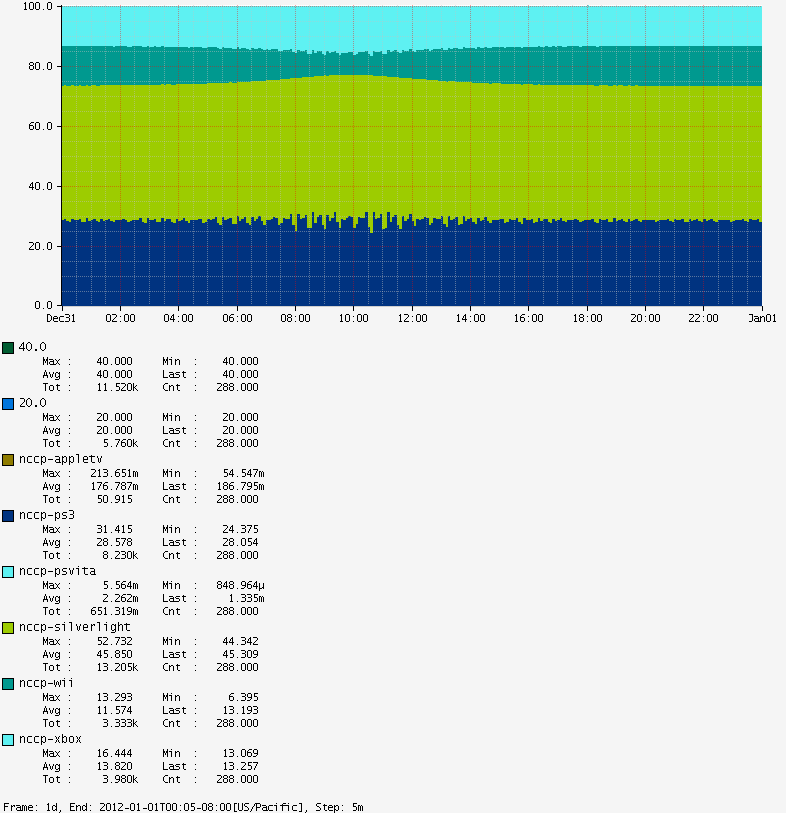 100.0
80.0
60.0
40.0
20.0
0.0
Dec31 02:00 04:00 06:00 08:00 10:00 12:00 14:00 16:00 18:00 20:00 22:00 Jan01
40.0
Max : 40.000 Min : 40.000
Avg : 40.000 Last : 40.000
Tot : 11.520k Cnt : 288.000
20.0
Max : 20.000 Min : 20.000
Avg : 20.000 Last : 20.000
Tot : 5.760k Cnt : 288.000
nccp-appletv
Max : 213.651m Min : 54.547m
Avg : 176.787m Last : 186.795m
Tot : 50.915 Cnt : 288.000
nccp-ps3
Max : 31.415 Min : 24.375
Avg : 28.578 Last : 28.054
Tot : 8.230k Cnt : 288.000
nccp-psvita
Max : 5.564m Min : 848.964µ
Avg : 2.262m Last : 1.335m
Tot : 651.319m Cnt : 288.000
nccp-silverlight
Max : 52.732 Min : 44.342
Avg : 45.850 Last : 45.309
Tot : 13.205k Cnt : 288.000
nccp-wii
Max : 13.293 Min : 6.395
Avg : 11.574 Last : 13.193
Tot : 3.333k Cnt : 288.000
nccp-xbox
Max : 16.444 Min : 13.069
Avg : 13.820 Last : 13.257
Tot : 3.980k Cnt : 288.000
Frame: 1d, End: 2012-01-01T00:05-08:00[US/Pacific], Step: 5m